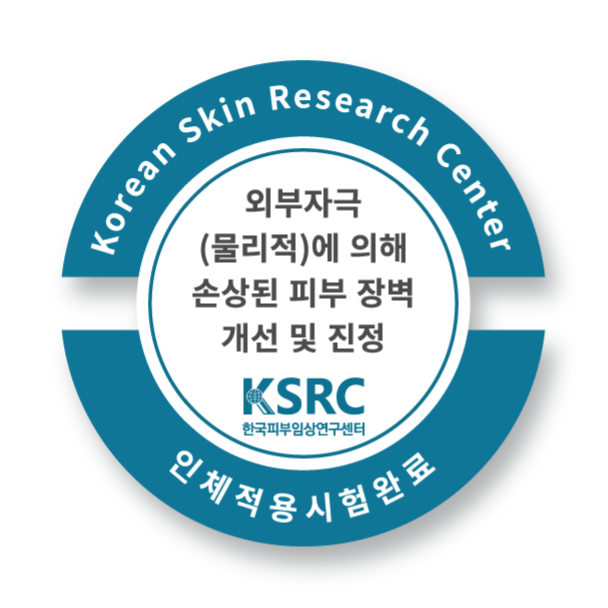 Korean Skin Research Center
외부자극
(물리적)에 의해
손상된 피부 장벽
개선 및 진정
KSRC
한국피부임상연구센터
인체적용시험완료